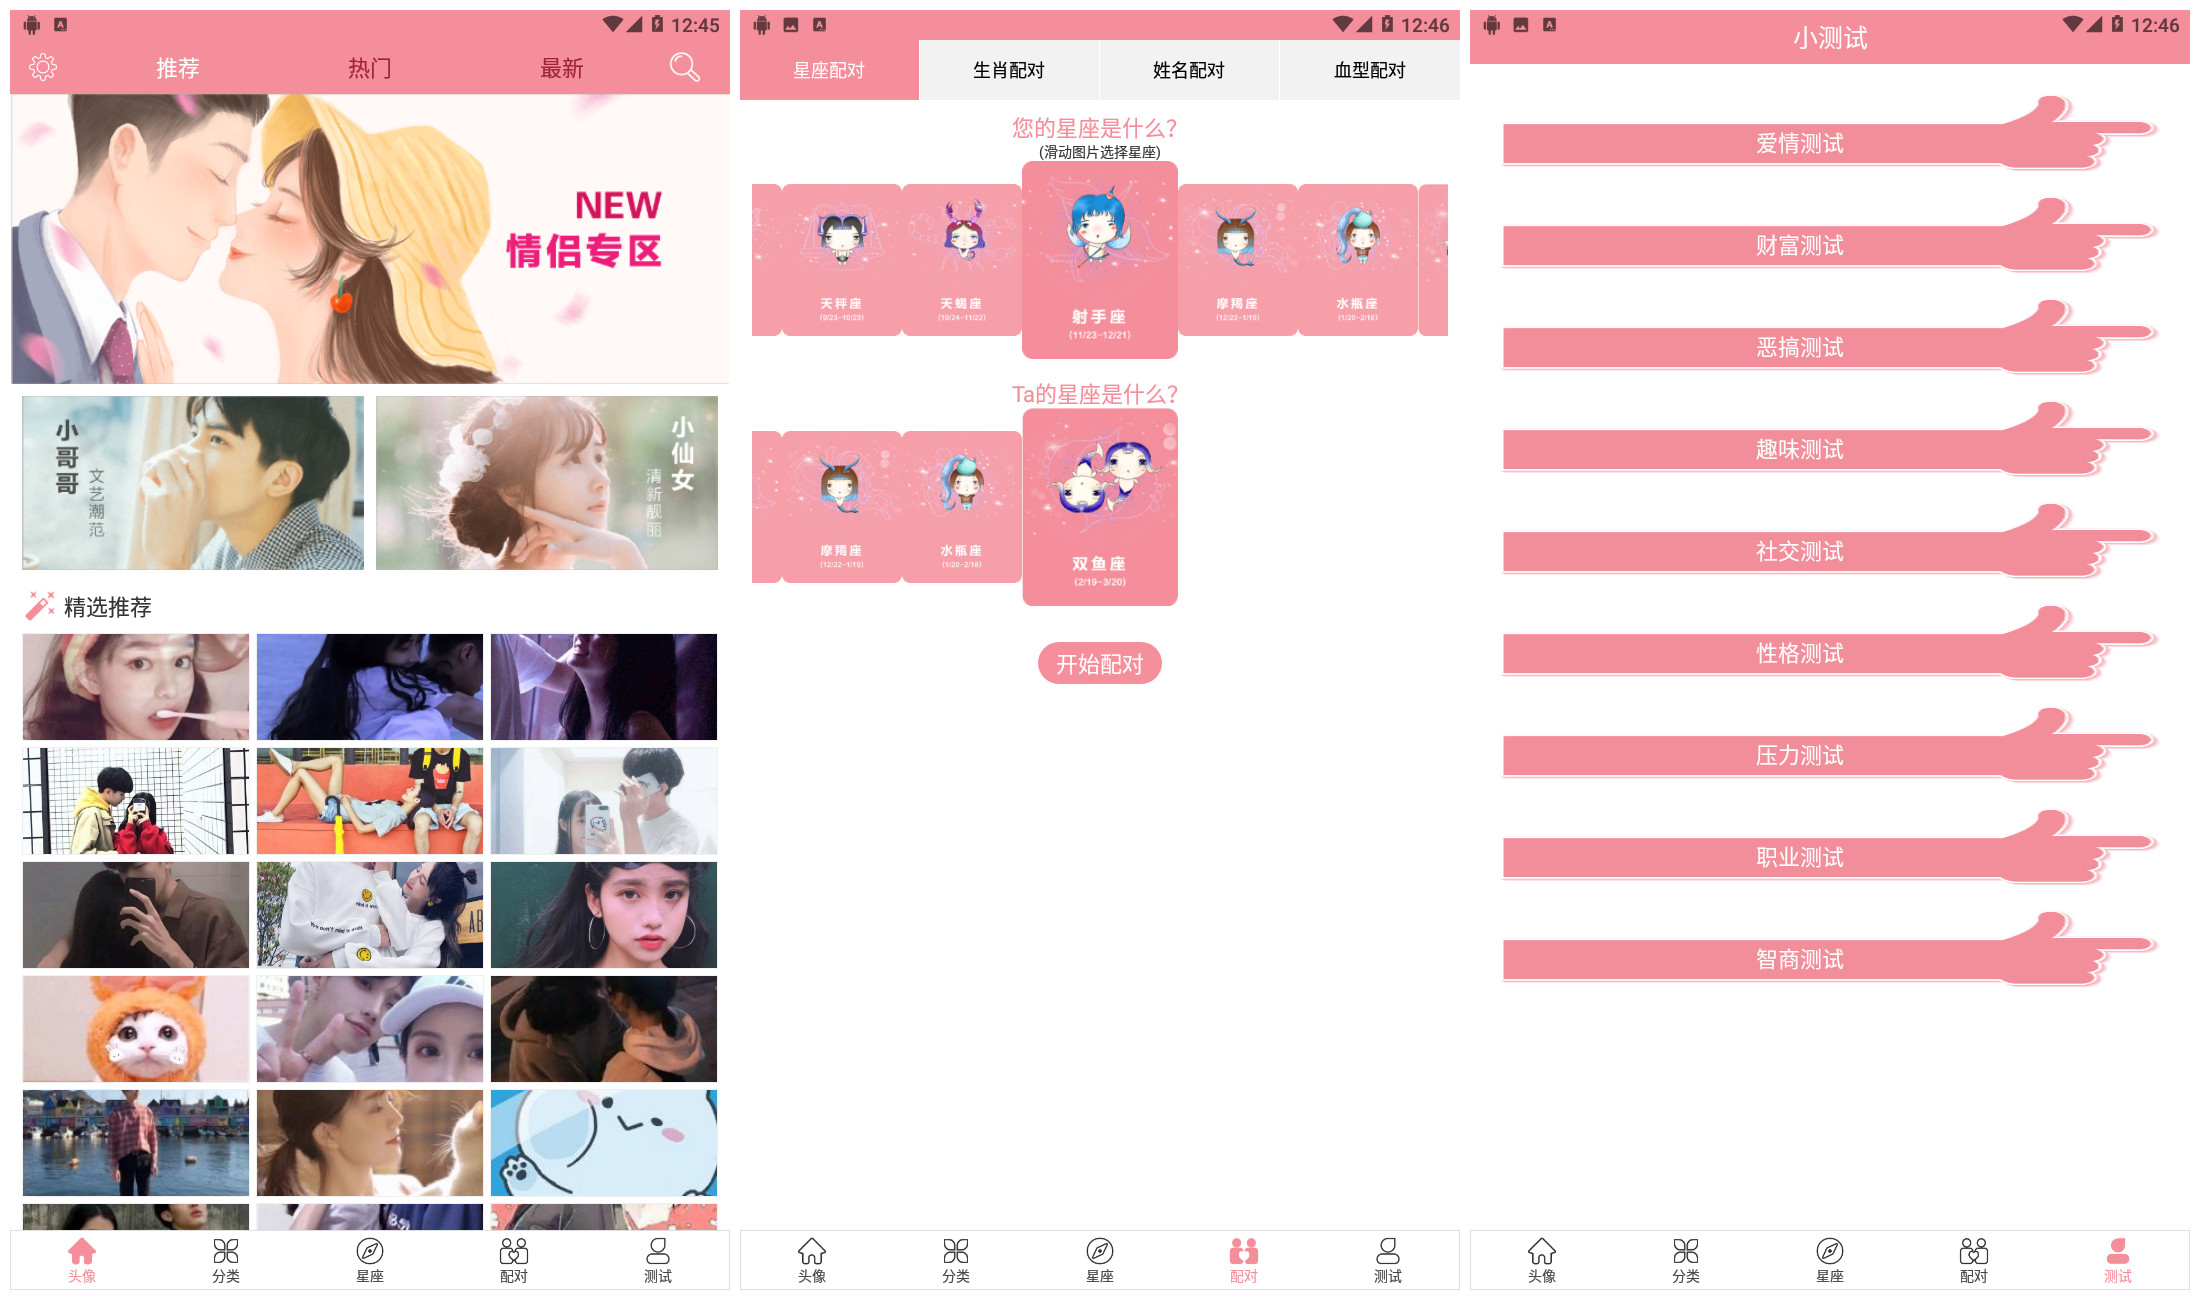 12:45
推荐
热门
最新
NEW
情侣专区
小哥哥
文艺潮范
小仙女
清新靓丽
精选推荐
头像
分类
星座
配对
测试
12:46
星座配对
生肖配对
姓名配对
血型配对
您的星座是什么?
(滑动图片选择星座)
天秤座
(9/23-10/23)
天蝎座
(10/24-11/22)
射手座
(11/23-12/21)
摩羯座
(12/22-1/19)
水瓶座
(1/20-2/18)
Ta的星座是什么?
摩羯座
(12/22-1/19)
水瓶座
(1/20-2/18)
双鱼座
(2/19-3/20)
开始配对
头像
分类
星座
配对
测试
12:46
小测试
爱情测试
财富测试
恶搞测试
趣味测试
社交测试
性格测试
压力测试
职业测试
智商测试
头像
分类
星座
配对
测试